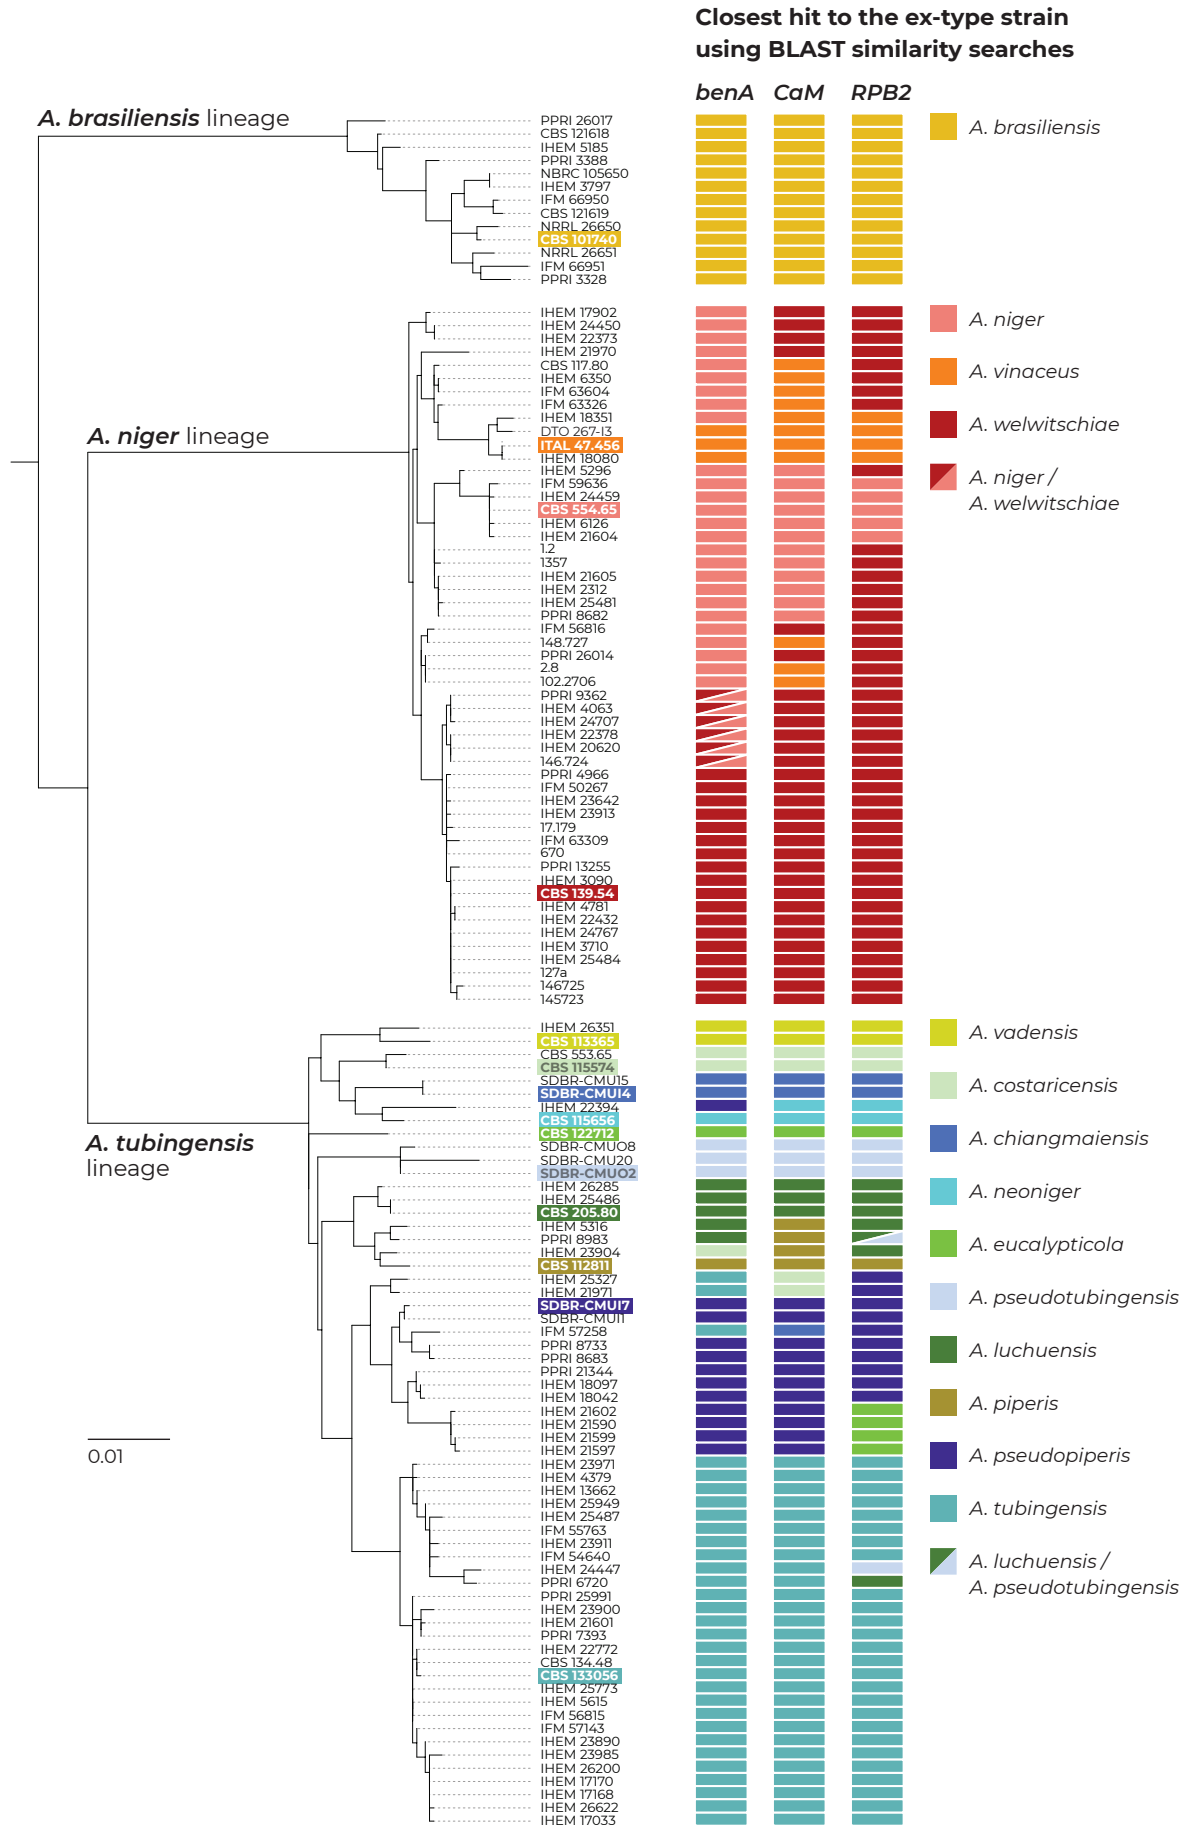 Closest hit to the ex-type strain
using BLAST similarity searches
benA CaM RPB2
A. brasiliensis lineage
PPRI 26017
CBS 121618
IHEM 5185
PPRI 3388
NBRC 105650
IHEM 3797
IFM 66950
CBS 121619
NRRL 26650
CBS 101740
NRRL 26651
IFM 66951
PPRI 3328
A. brasiliensis
A. niger lineage
IHEM 17902
IHEM 24450
IHEM 22373
IHEM 21970
CBS 117.80
IHEM 6350
IFM 63604
IFM 63326
IHEM 18351
DTO 267-I3
ITAL 47.456
IHEM 18080
IHEM 5296
IFM 59636
IHEM 24459
CBS 554.65
IHEM 6126
IHEM 21604
1.2
1357
IHEM 21605
IHEM 2312
IHEM 25481
PPRI 8682
IFM 56816
148.727
PPRI 26014
2.8
102.2706
PPRI 9362
IHEM 4063
IHEM 24707
IHEM 22378
IHEM 20620
146.724
PPRI 4966
IFM 50267
IHEM 23642
IHEM 23913
17.179
IFM 63309
670
PPRI 13255
IHEM 3090
CBS 139.54
IHEM 4781
IHEM 22432
IHEM 24767
IHEM 3710
IHEM 25484
127a
146725
145723
A. niger
A. vinaceus
A. welwitschiae
A. niger /
A. welwitschiae
A. tubingensis
lineage
IHEM 26351
CBS 113365
CBS 553.65
CBS 115574
SDBR-CMUI5
SDBR-CMUI4
IHEM 22394
CBS 115656
CBS 122712
SDBR-CMUO8
SDBR-CMU20
SDBR-CMUO2
IHEM 26285
IHEM 25486
CBS 205.80
IHEM 5316
PPRI 8983
IHEM 23904
CBS 112811
IHEM 25327
IHEM 21971
SDBR-CMUI7
SDBR-CMUI1
IFM 57258
PPRI 8733
PPRI 8683
PPRI 21344
IHEM 18097
IHEM 18042
IHEM 21602
IHEM 21590
IHEM 21599
IHEM 21597
IHEM 23971
IHEM 4379
IHEM 13662
IHEM 25949
IHEM 25487
IFM 55763
IHEM 23911
IFM 54640
IHEM 24447
PPRI 6720
PPRI 25991
IHEM 23900
IHEM 21601
PPRI 7393
IHEM 22772
CBS 134.48
CBS 133056
IHEM 25773
IHEM 5615
IFM 56815
IFM 57143
IHEM 23890
IHEM 23985
IHEM 26200
IHEM 17170
IHEM 17168
IHEM 26622
IHEM 17033
A. vadensis
A. costaricensis
A. chiangmaiensis
A. neoniger
A. eucalypticola
A. pseudotubingensis
A. luchuensis
A. piperis
A. pseudopiperis
A. tubingensis
A. luchuensis /
A. pseudotubingensis
0.01